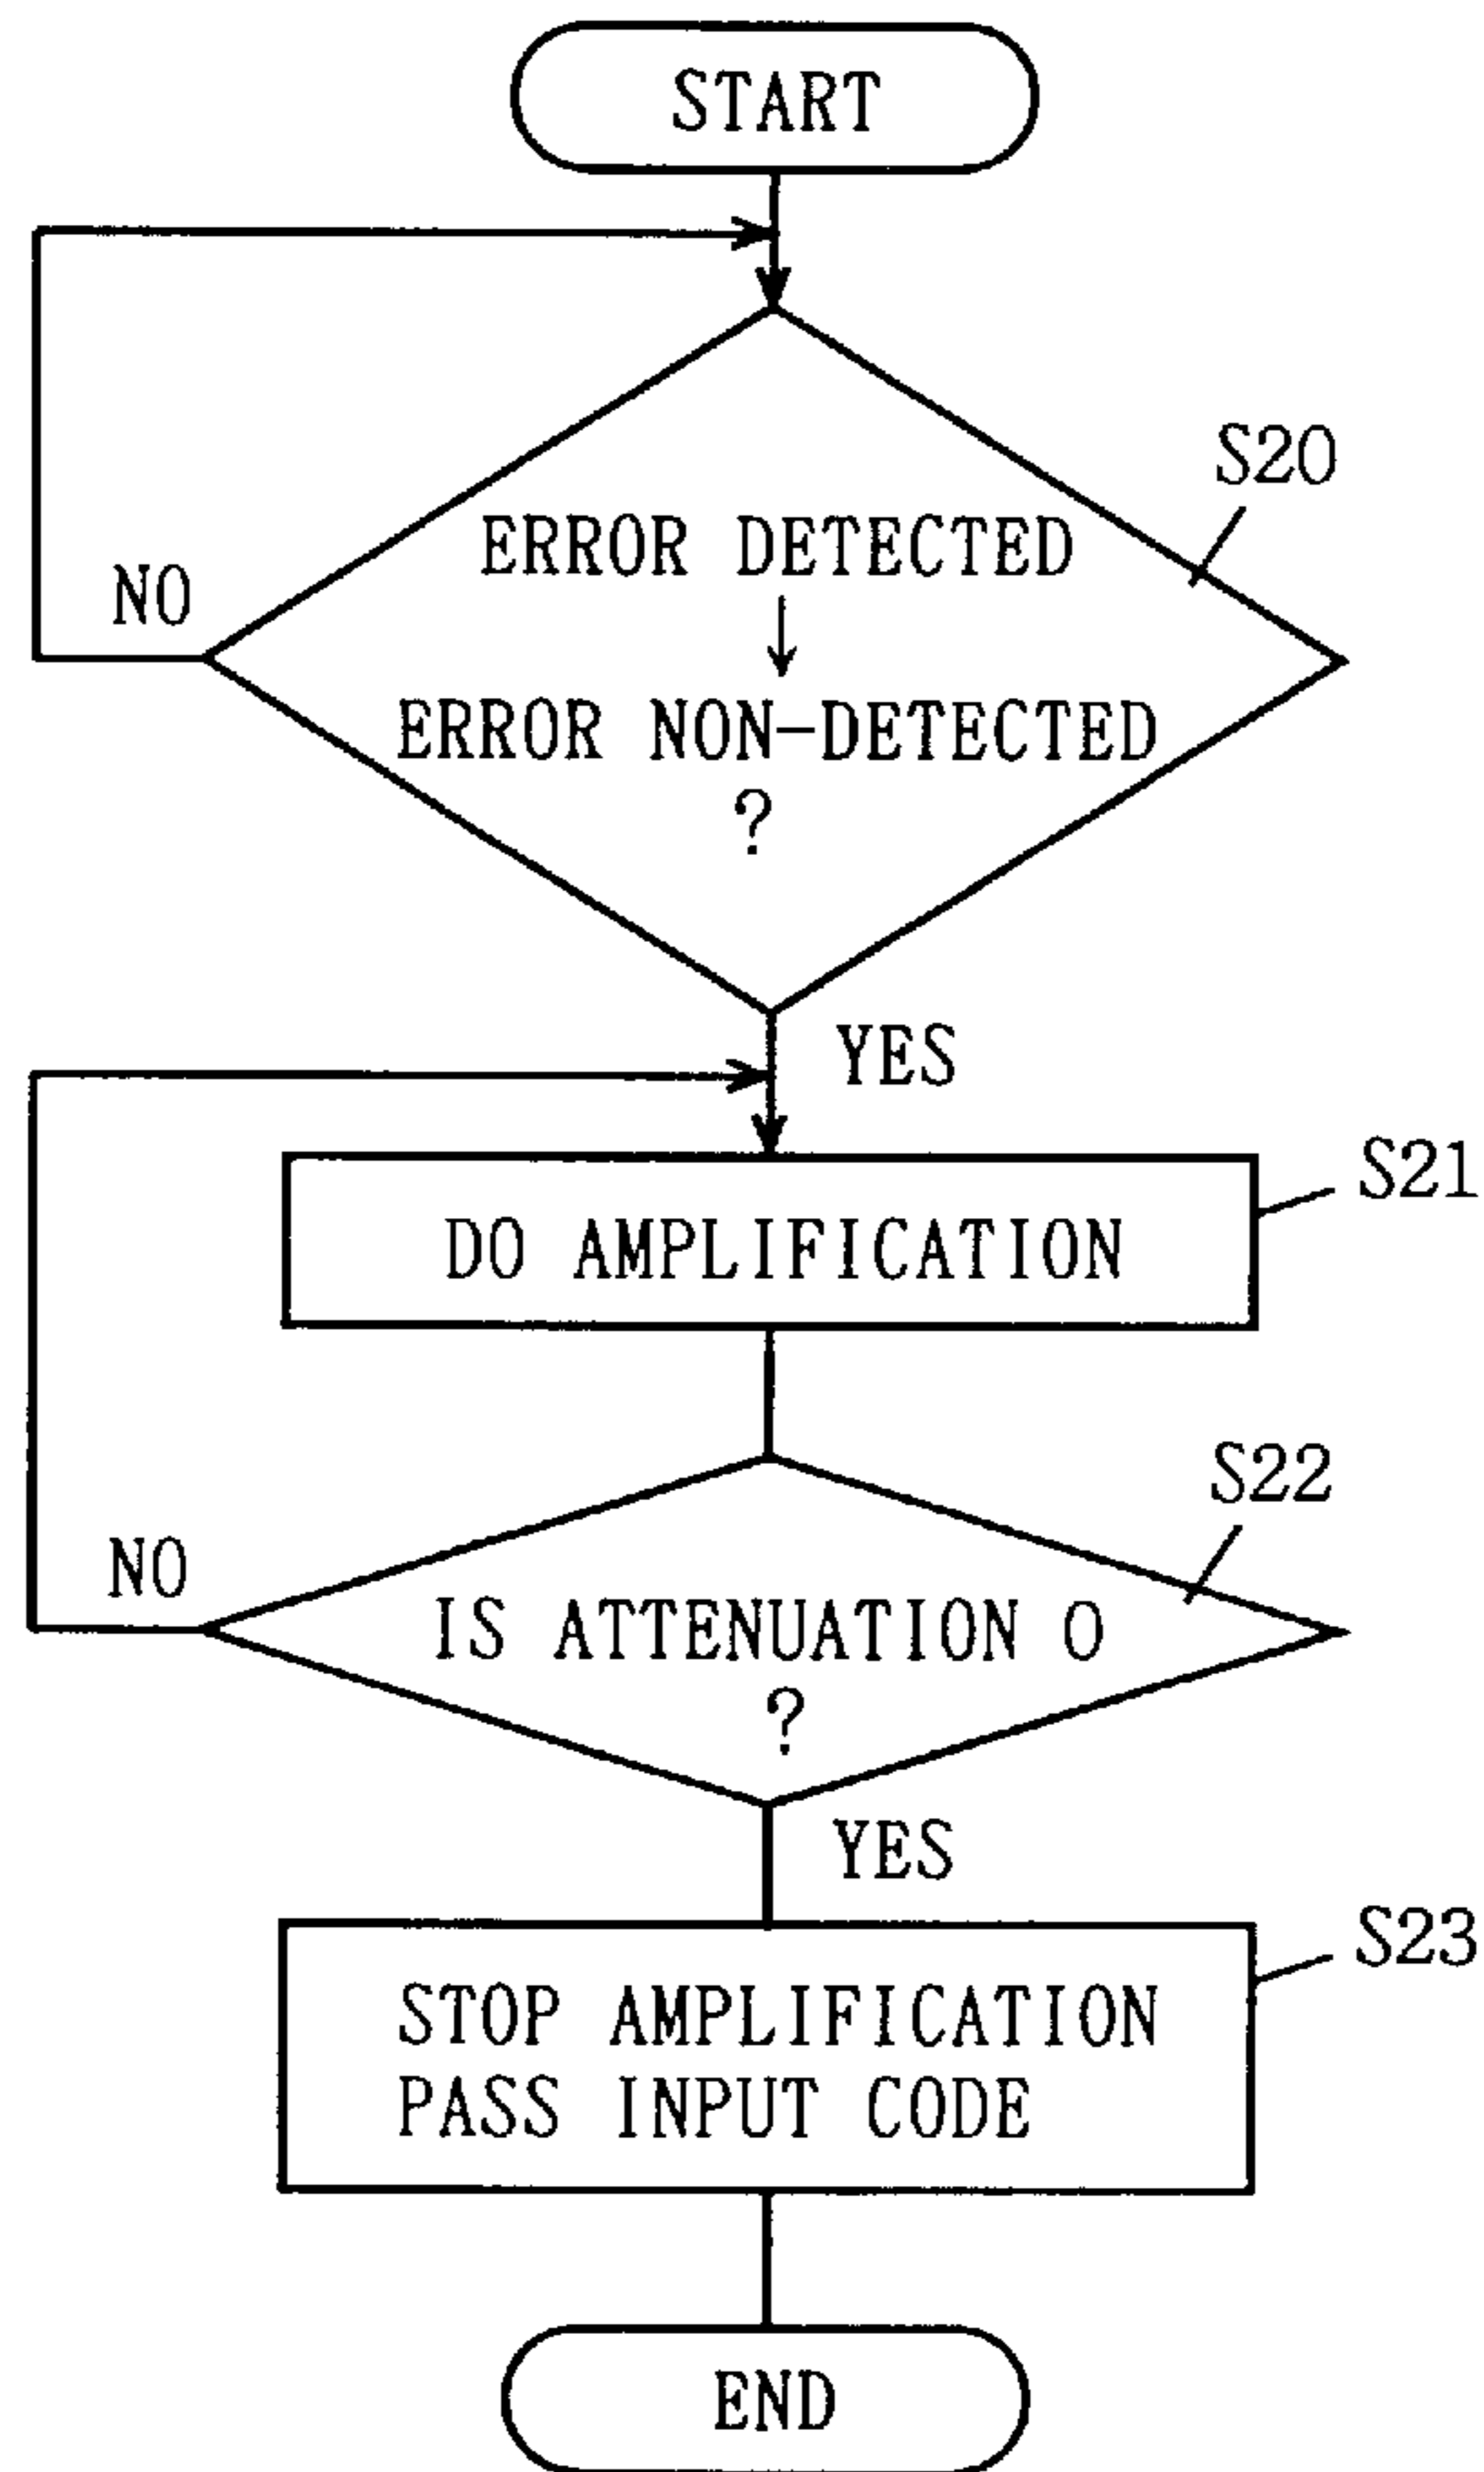 START
S20
ERROR DETECTED
↓
ERROR NON-DETECTED
?
NO
YES
S21
DO AMPLIFICATION
S22
NO
IS ATTENUATION 0
?
YES
S23
STOP AMPLIFICATION
PASS INPUT CODE
END